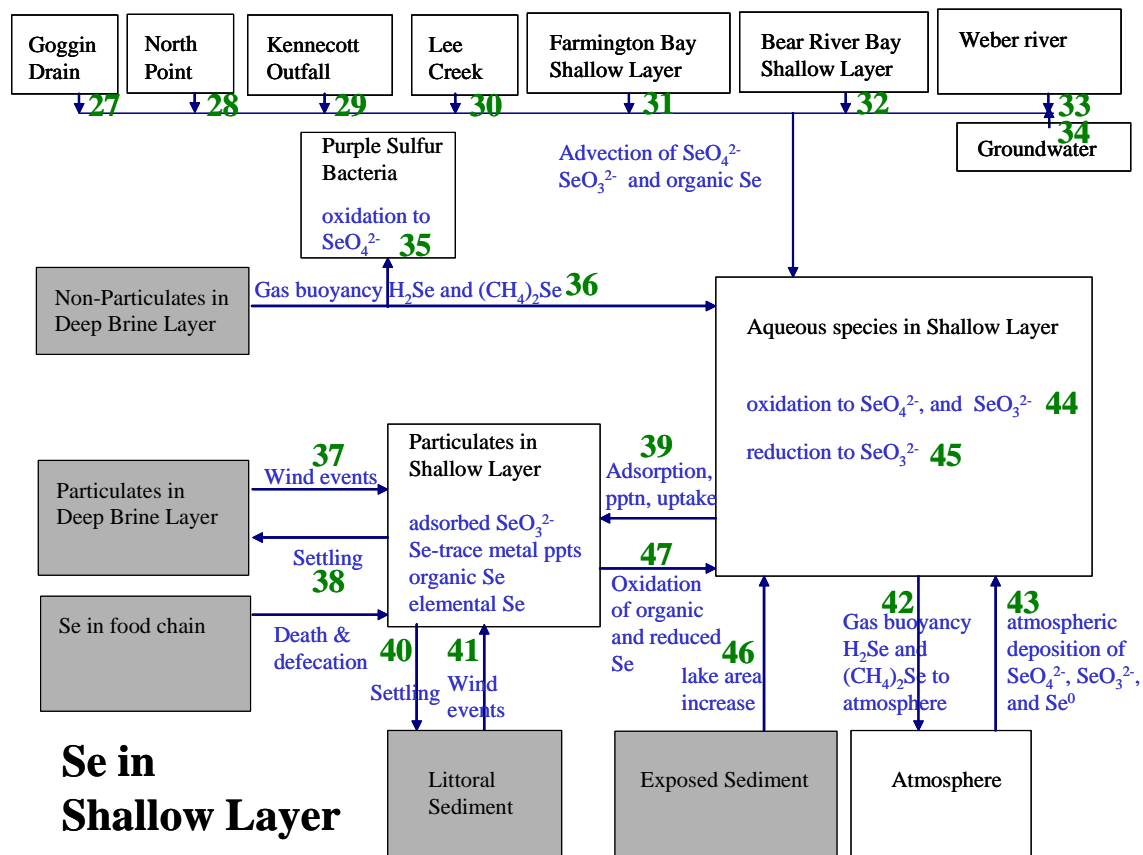 Goggin
Drain
27
North
Point
28
Kennecott
Outfall
29
Lee
Creek
30
Farmington Bay
Shallow Layer
31
Bear River Bay
Shallow Layer
32
Weber river
33
34
Groundwater
Advection of SeO₄²⁻
SeO₃²⁻ and organic Se
Purple Sulfur
Bacteria
oxidation to
SeO₄²⁻ 35
Non-Particulates in
Deep Brine Layer
Gas buoyancy H₂Se and (CH₄)₂Se 36
Aqueous species in Shallow Layer
oxidation to SeO₄²⁻, and SeO₃²⁻ 44
reduction to SeO₃²⁻ 45
Particulates in
Deep Brine Layer
37
Wind events
Settling
38
Particulates in
Shallow Layer
adsorbed SeO₃²⁻
Se-trace metal ppts
organic Se
elemental Se
39
Adsorption,
pptn, uptake
47
Oxidation
of organic
and reduced
Se
Se in food chain
Death &
defecation
40
Settling
41
Wind
events
46
lake area
increase
42
Gas buoyancy
H₂Se and
(CH₄)₂Se to
atmosphere
43
atmospheric
deposition of
SeO₄²⁻, SeO₃²⁻,
and Se⁰
Se in
Shallow Layer
Littoral
Sediment
Exposed Sediment
Atmosphere